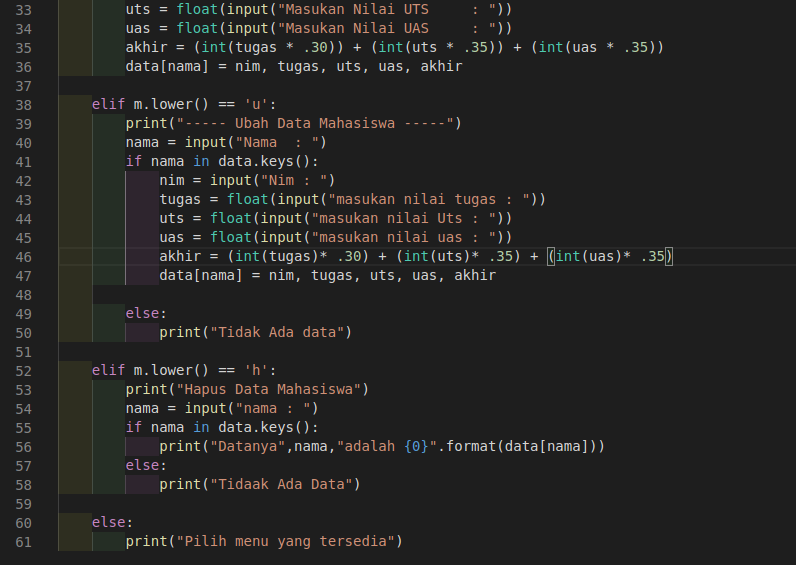 33 uts = float(input("Masukan Nilai UTS     : "))
34 uas = float(input("Masukan Nilai UAS     : "))
35 akhir = (int(tugas * .30)) + (int(uts * .35)) + (int(uas * .35))
36 data[nama] = nim, tugas, uts, uas, akhir
37
38 elif m.lower() == 'u':
39 print("----- Ubah Data Mahasiswa -----")
40 nama = input("Nama  : ")
41 if nama in data.keys():
42 nim = input("Nim : ")
43 tugas = float(input("masukan nilai tugas : "))
44 uts = float(input("masukan nilai Uts : "))
45 uas = float(input("masukan nilai uas : "))
46 akhir = (int(tugas)* .30) + (int(uts)* .35) + (int(uas)* .35)
47 data[nama] = nim, tugas, uts, uas, akhir
48
49 else:
50 print("Tidak Ada data")
51
52 elif m.lower() == 'h':
53 print("Hapus Data Mahasiswa")
54 nama = input("nama : ")
55 if nama in data.keys():
56 print("Datanya",nama,"adalah {0}".format(data[nama]))
57 else:
58 print("Tidaak Ada Data")
59
60 else:
61 print("Pilih menu yang tersedia")